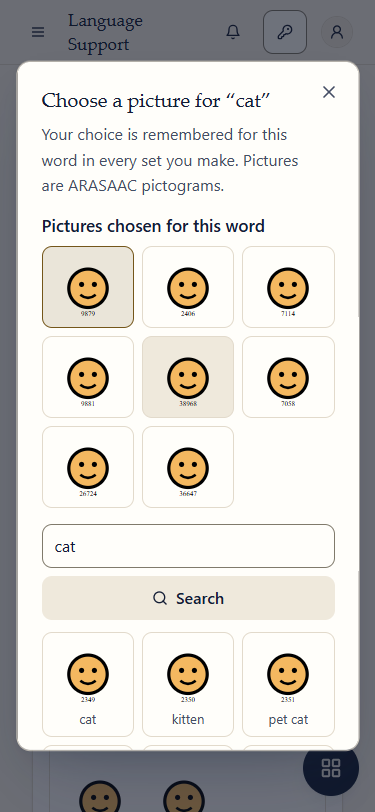 Language
Support
Choose a picture for “cat”
Your choice is remembered for this
word in every set you make. Pictures
are ARASAAC pictograms.
Pictures chosen for this word
9879
2406
7114
9881
38968
7058
26724
36647
cat
Search
2349
2350
2351
cat
kitten
pet cat